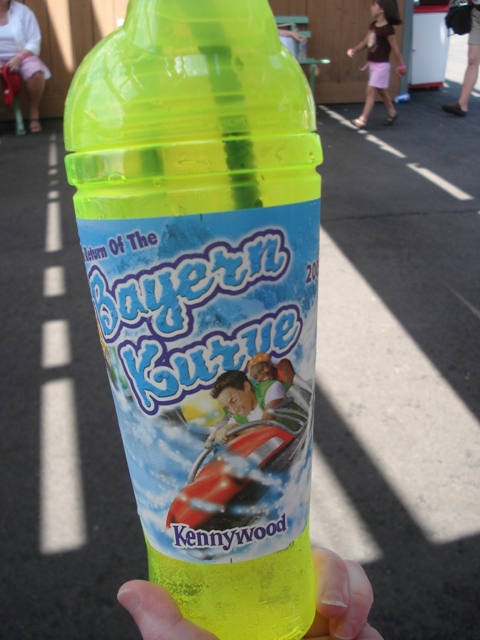 Return Of The
Bayern
Kurve
Kennywood